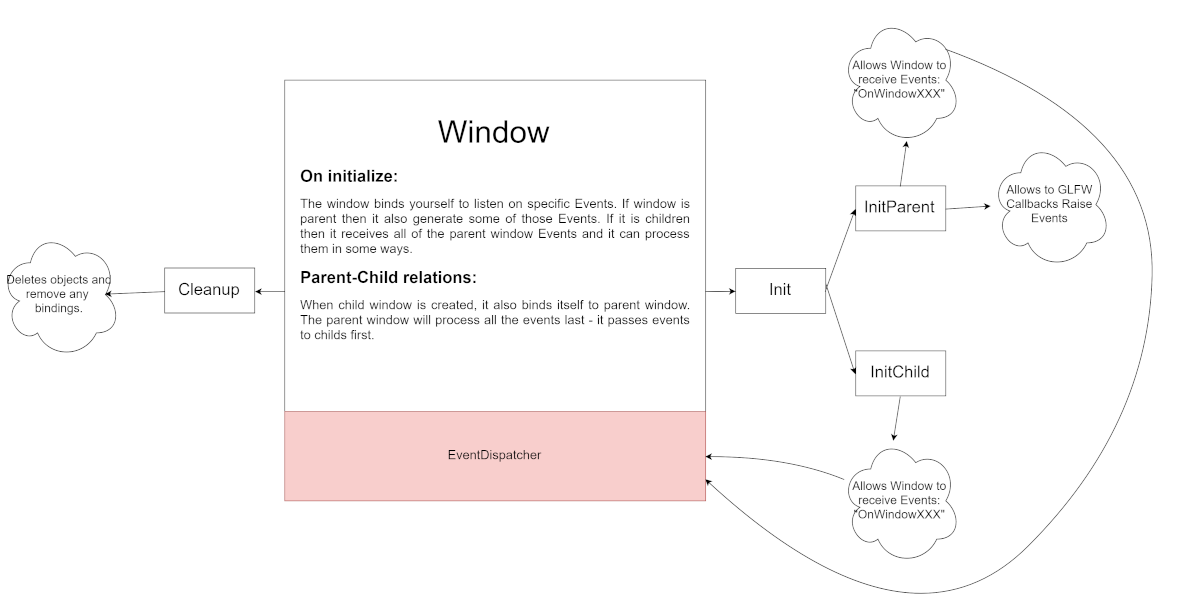 Window
On initialize:
The window binds yourself to listen on specific Events. If window is
parent then it also generate some of those Events. If it is children
then it receives all of the parent window Events and it can process
them in some ways.
Parent-Child relations:
When child window is created, it also binds itself to parent window.
The parent window will process all the events last - it passes events
to childs first.
EventDispatcher
Cleanup
Deletes objects and
remove any
bindings.
Init
InitParent
Allows Window to
receive Events:
"OnWindowXXX"
Allows to GLFW
Callbacks Raise
Events
InitChild
Allows Window to
receive Events:
"OnWindowXXX"